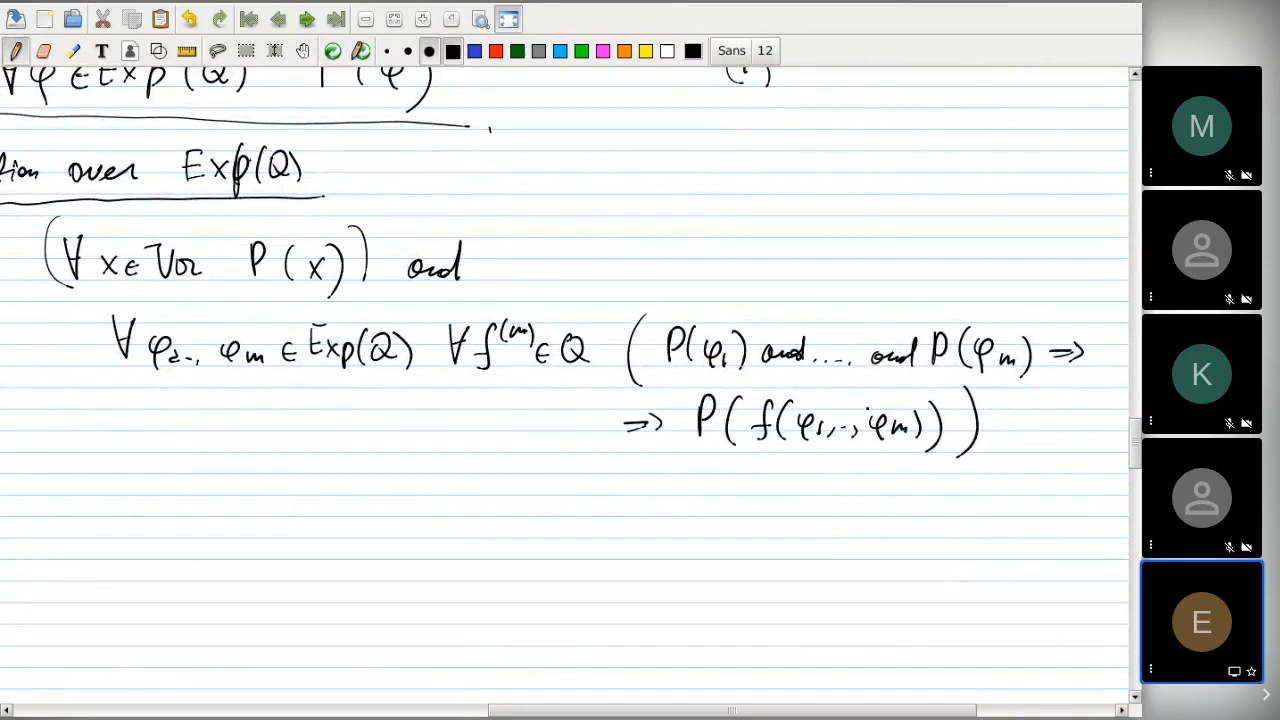 Sans 12
∀φ∈Exp(Q) P(φ)
tion over Exp(Q)
(∀ x∈Var P(x)) and
∀ φ1..., φm ∈ Exp(Q) ∀ f^(m) ∈ Q ( P(φ1) and .... and P(φm) ⇒
⇒ P(f(φ1,..,φm)))
M
K
E